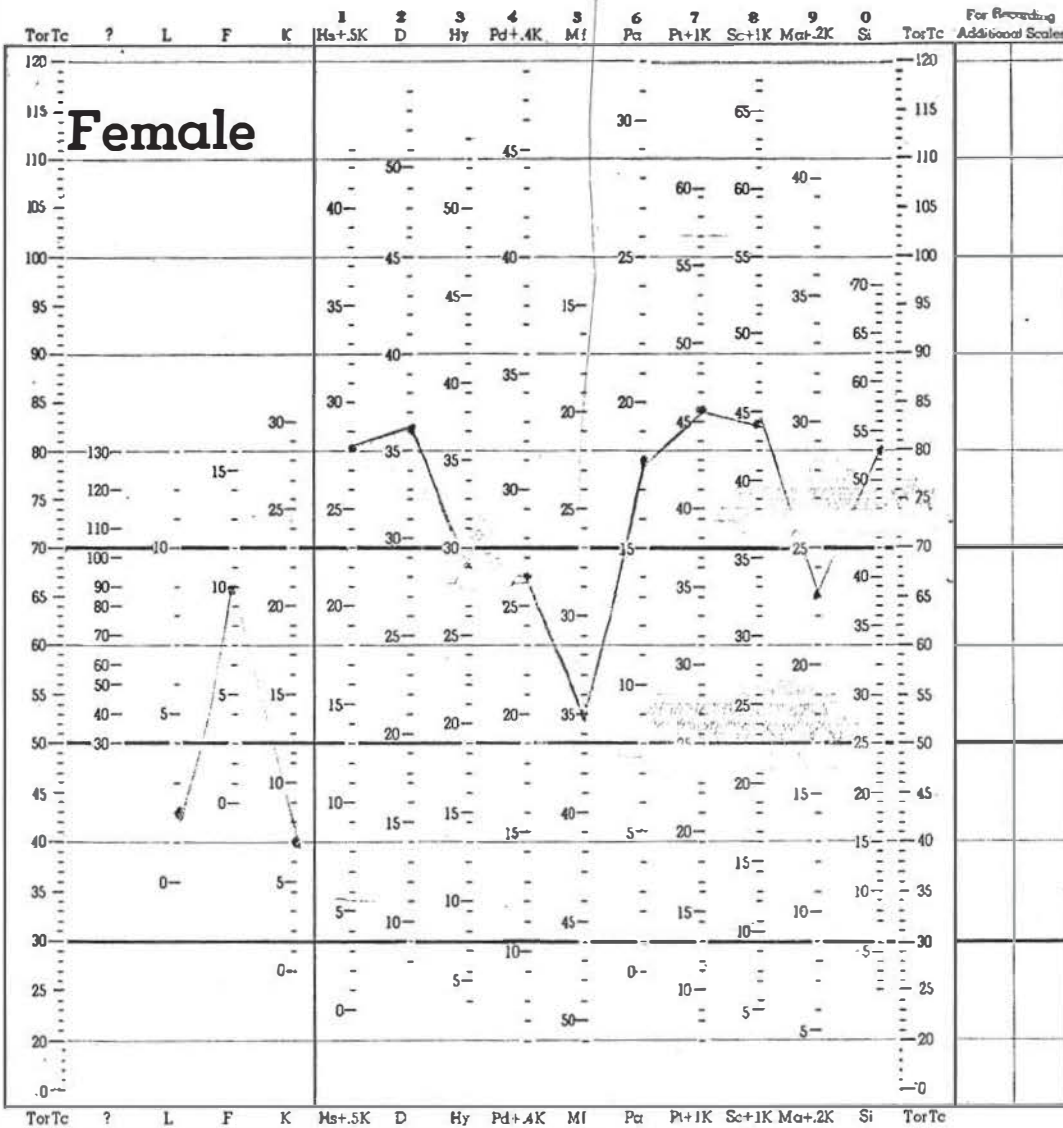 1 2 3 4 5 6 7 8 9 0 For Recording
TorTc ? L F K Hs+.5K D Hy Pd+.4K Mf Pa Pt+1K Sc+1K Ma+.2K Si TorTc Additional Scales
120 120
30 65
115 115
Female
45
110 50 110
40
60 60
105 40 50 105
100 45 40 25 55 55 100
70
95 35 45 15 35 95
50 50 65
90 40 90
40 35 60
85 30 20 20 45 45 30 85
30 55
80 130 15 35 35 80
50
75 120 25 25 30 25 40 40 75
110 30
70 100 10 30 15 35 25 70
65 90 10 20 20 25 30 35 40 65
80 35
60 70 25 25 30 30 60
60 20
55 50 5 15 15 10 25 30 55
40 5 20 20 35
50 30 20 25 25 50
10 20
45 0 10 15 40 15 20 45
40 15 15 5 20 15 40
35 0 5 10 15 10 35
5 15 10
30 10 45 10 30
0 10 5
25 5 0 10 25
20 0 50 5 5 20
0 0
TorTc ? L F K Hs+.5K D Hy Pd+.4K Mf Pa Pt+1K Sc+1K Ma+.2K Si TorTc